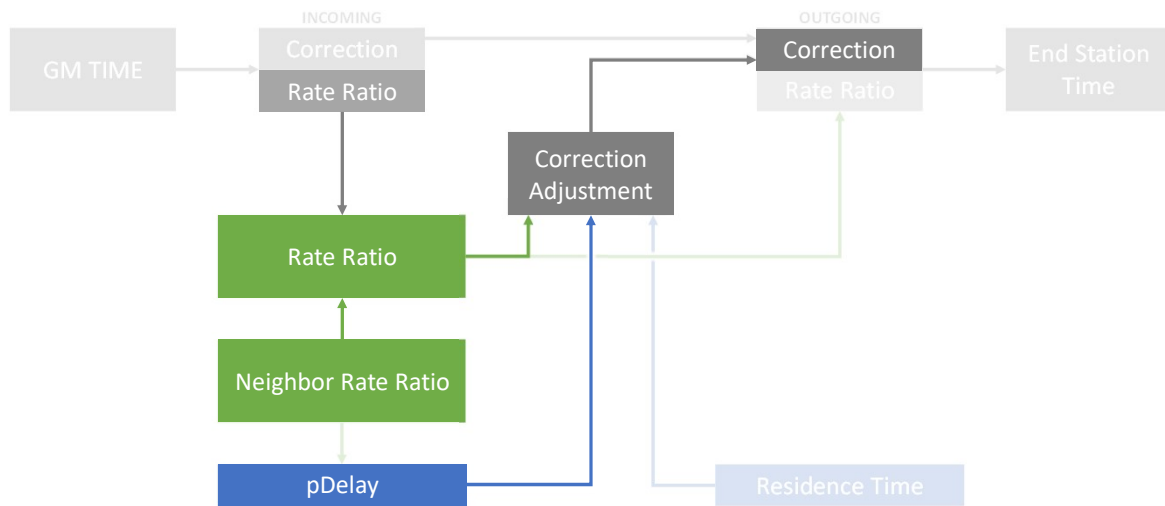 INCOMING
OUTGOING
GM TIME
Correction
Rate Ratio
Correction
Rate Ratio
End Station
Time
Correction
Adjustment
Rate Ratio
Neighbor Rate Ratio
pDelay
Residence Time